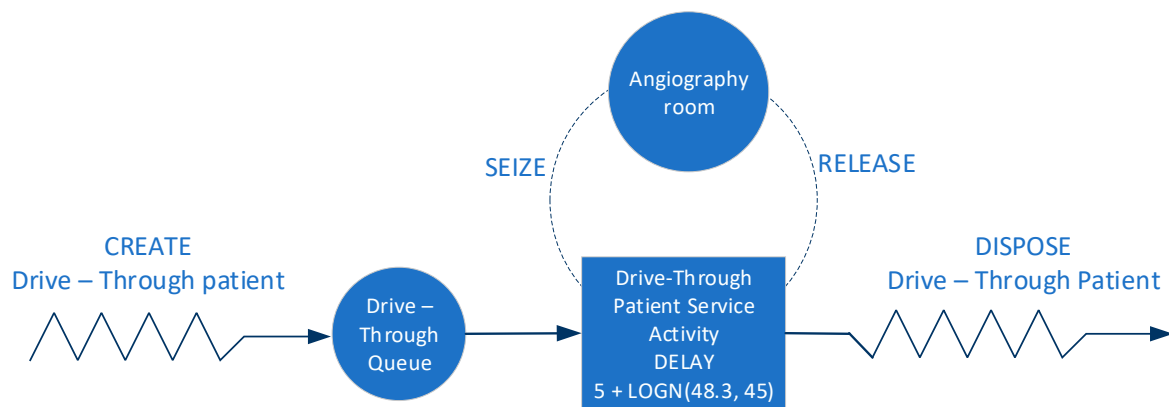 Angiography
room
SEIZE
RELEASE
CREATE
Drive – Through patient
Drive –
Through
Queue
Drive-Through
Patient Service
Activity
DELAY
5 + LOGN(48.3, 45)
DISPOSE
Drive – Through Patient